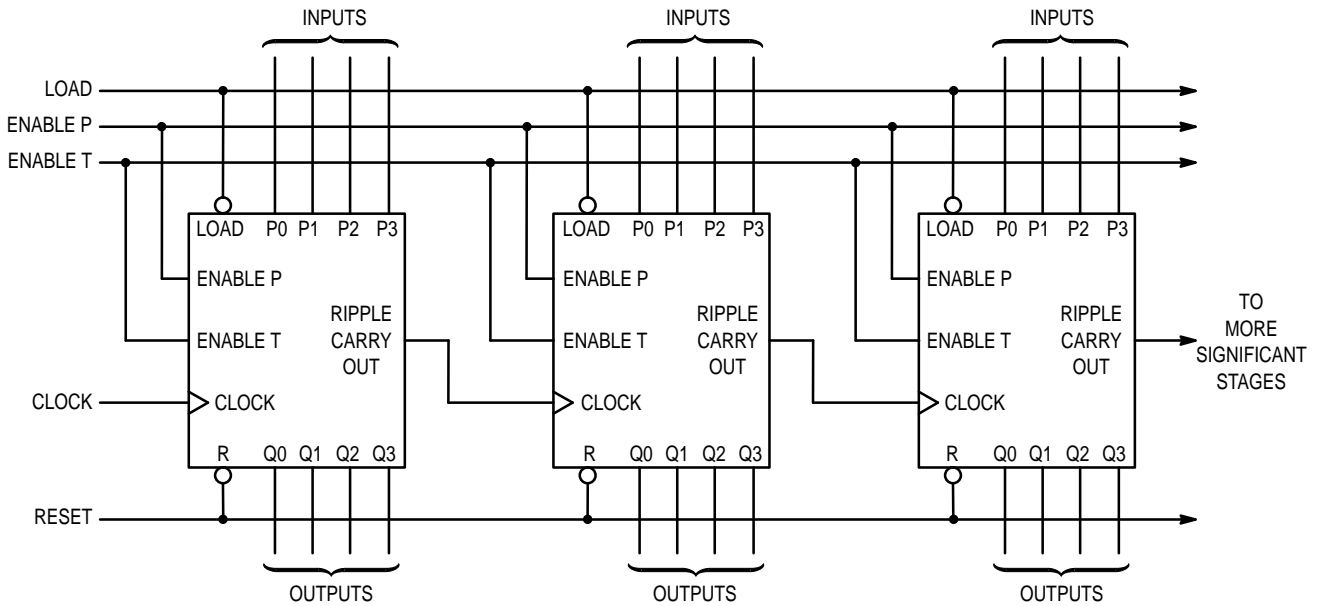 INPUTS INPUTS INPUTS
LOAD
ENABLE P
ENABLE T
LOAD P0 P1 P2 P3
ENABLE P
RIPPLE
ENABLE T CARRY
OUT
CLOCK
R Q0 Q1 Q2 Q3
LOAD P0 P1 P2 P3
ENABLE P
RIPPLE
ENABLE T CARRY
OUT
CLOCK
R Q0 Q1 Q2 Q3
LOAD P0 P1 P2 P3
ENABLE P
RIPPLE
ENABLE T CARRY
OUT
CLOCK
R Q0 Q1 Q2 Q3
TO
MORE
SIGNIFICANT
STAGES
CLOCK
RESET
OUTPUTS OUTPUTS OUTPUTS